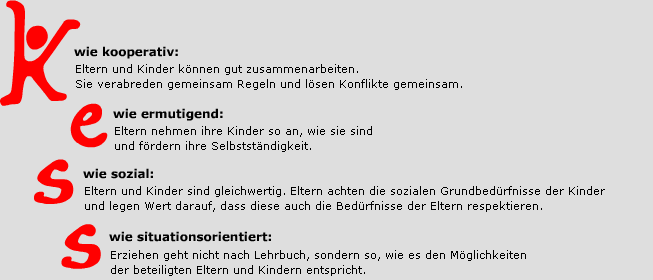 K
wie kooperativ:
Eltern und Kinder können gut zusammenarbeiten.
Sie verabreden gemeinsam Regeln und lösen Konflikte gemeinsam.
e
wie ermutigend:
Eltern nehmen ihre Kinder so an, wie sie sind
und fördern ihre Selbstständigkeit.
s
wie sozial:
Eltern und Kinder sind gleichwertig. Eltern achten die sozialen Grundbedürfnisse der Kinder
und legen Wert darauf, dass diese auch die Bedürfnisse der Eltern respektieren.
s
wie situationsorientiert:
Erziehen geht nicht nach Lehrbuch, sondern so, wie es den Möglichkeiten
der beteiligten Eltern und Kindern entspricht.